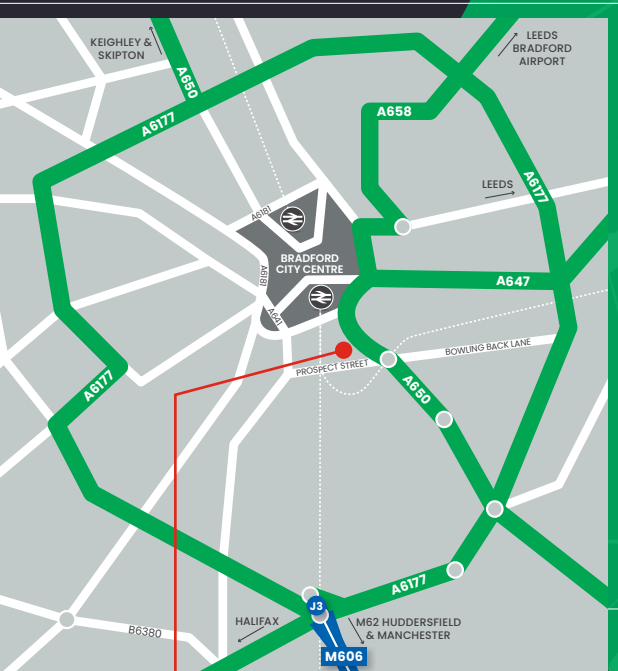 KEIGHLEY &
SKIPTON
LEEDS
BRADFORD
AIRPORT
A650
A6177
A658
LEEDS
A6177
A6181
BRADFORD
CITY CENTRE
A6181
A647
A641
BOWLING BACK LANE
PROSPECT STREET
A6177
A650
A6177
J3
HALIFAX
M62 HUDDERSFIELD
& MANCHESTER
B6380
M606